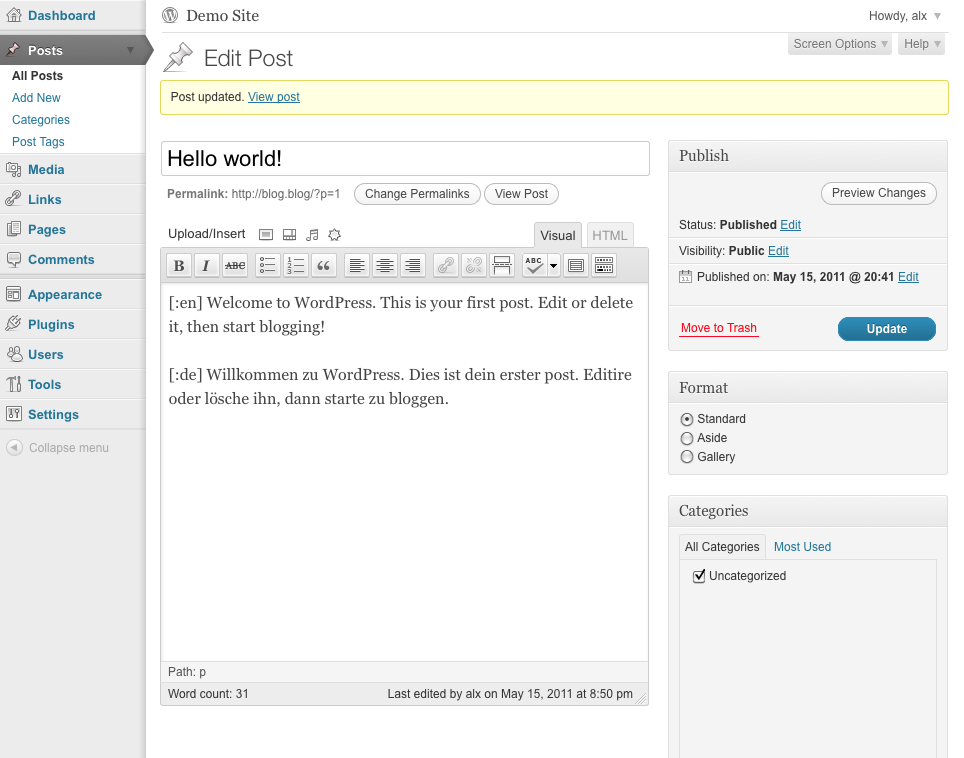 Dashboard
Posts
All Posts
Add New
Categories
Post Tags
Media
Links
Pages
Comments
Appearance
Plugins
Users
Tools
Settings
Collapse menu
Demo Site
Howdy, alx
Screen Options
Help
Edit Post
Post updated. View post
Hello world!
Permalink: http://blog.blog/?p=1 Change Permalinks View Post
Upload/Insert
Visual HTML
B I ABC ABC
[:en] Welcome to WordPress. This is your first post. Edit or delete
it, then start blogging!
[:de] Willkommen zu WordPress. Dies ist dein erster post. Editire
oder lösche ihn, dann starte zu bloggen.
Path: p
Word count: 31 Last edited by alx on May 15, 2011 at 8:50 pm
Publish
Preview Changes
Status: Published Edit
Visibility: Public Edit
Published on: May 15, 2011 @ 20:41 Edit
Move to Trash Update
Format
Standard
Aside
Gallery
Categories
All Categories Most Used
Uncategorized